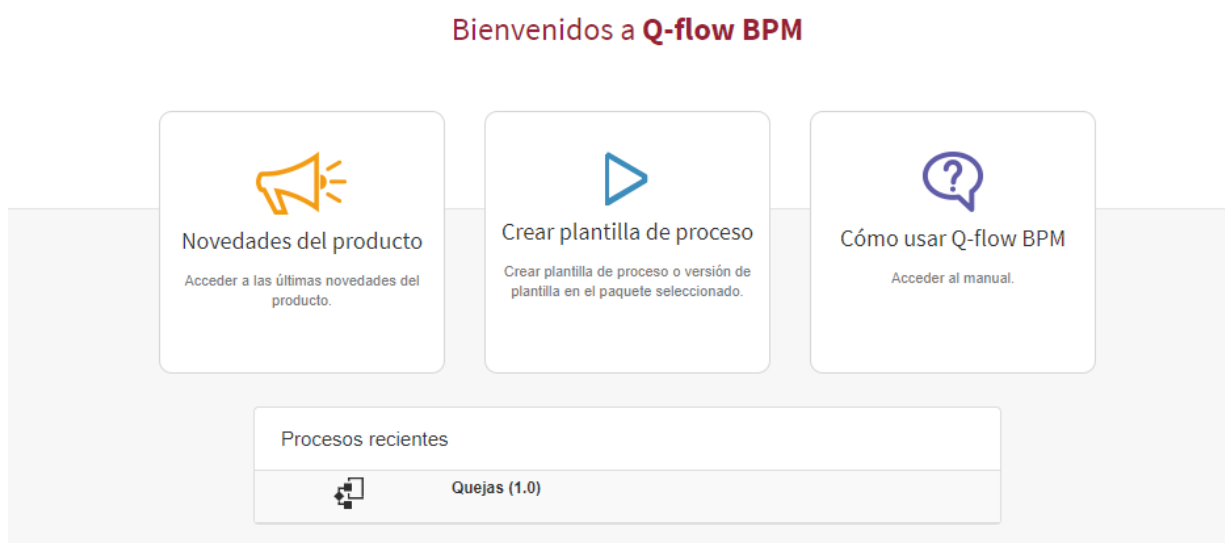 Bienvenidos a Q-flow BPM
Novedades del producto
Acceder a las últimas novedades del
producto.
Crear plantilla de proceso
Crear plantilla de proceso o versión de
plantilla en el paquete seleccionado.
Cómo usar Q-flow BPM
Acceder al manual.
Procesos recientes
Quejas (1.0)